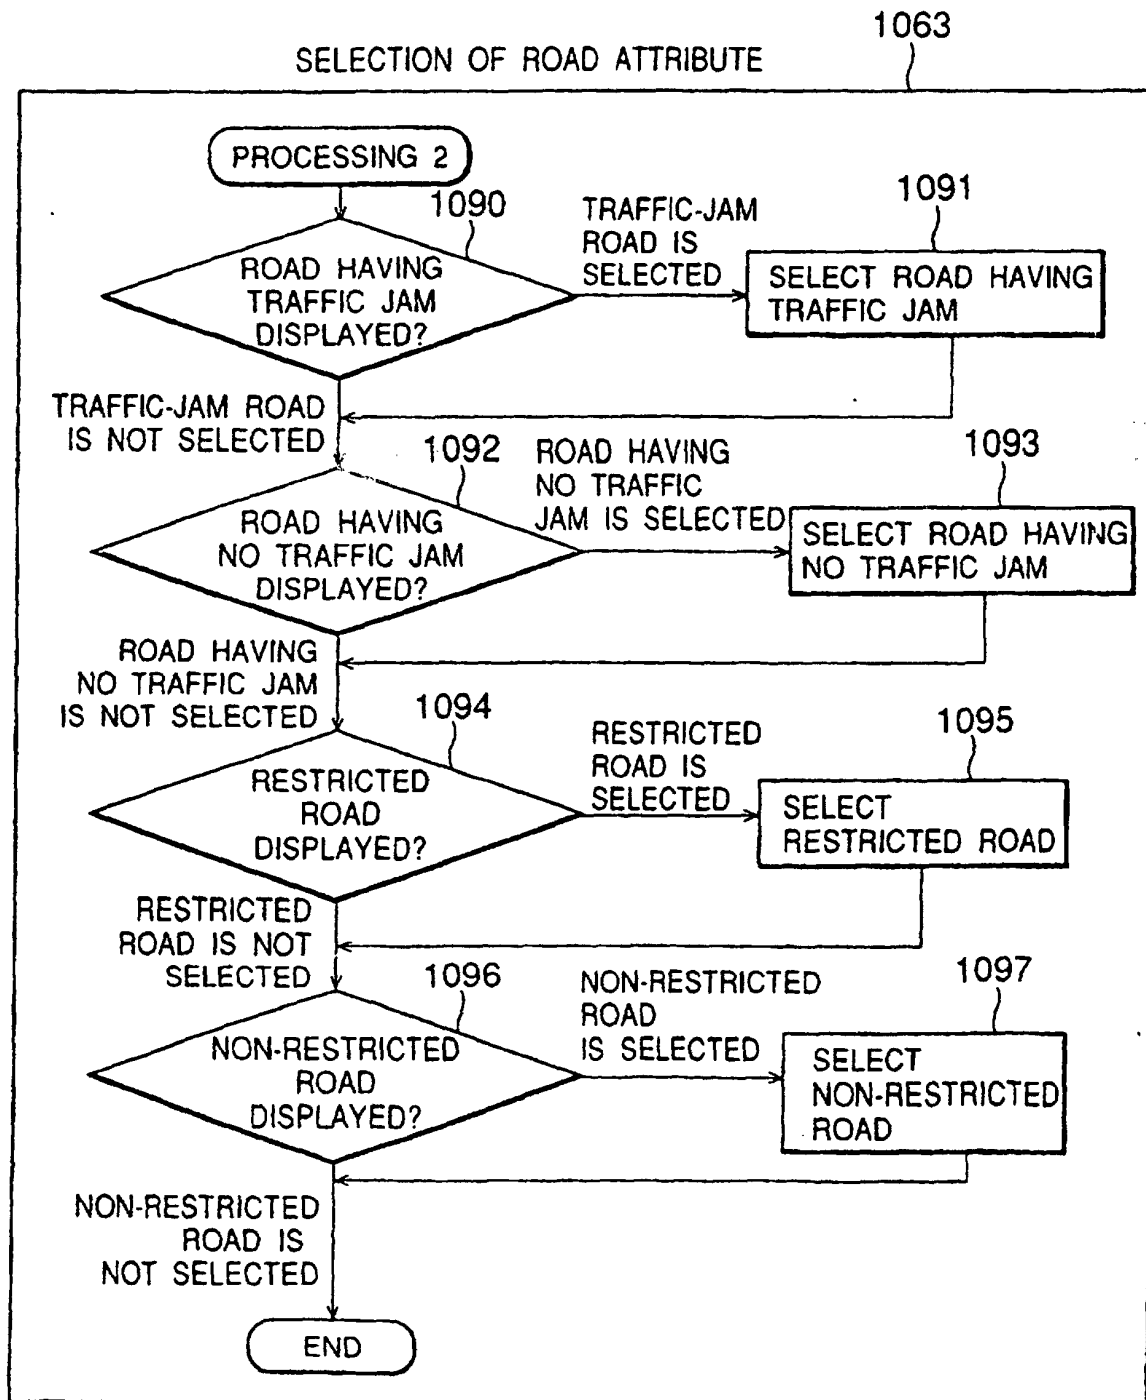 1063
SELECTION OF ROAD ATTRIBUTE
PROCESSING 2
1090
ROAD HAVING
TRAFFIC JAM
DISPLAYED?
TRAFFIC-JAM
ROAD IS
SELECTED
1091
SELECT ROAD HAVING
TRAFFIC JAM
TRAFFIC-JAM ROAD
IS NOT SELECTED
1092
ROAD HAVING
NO TRAFFIC JAM
DISPLAYED?
ROAD HAVING
NO TRAFFIC
JAM IS SELECTED
1093
SELECT ROAD HAVING
NO TRAFFIC JAM
ROAD HAVING
NO TRAFFIC JAM
IS NOT SELECTED
1094
RESTRICTED
ROAD
DISPLAYED?
RESTRICTED
ROAD IS
SELECTED
1095
SELECT
RESTRICTED ROAD
RESTRICTED
ROAD IS NOT
SELECTED
1096
NON-RESTRICTED
ROAD
DISPLAYED?
NON-RESTRICTED
ROAD
IS SELECTED
1097
SELECT
NON-RESTRICTED
ROAD
NON-RESTRICTED
ROAD IS
NOT SELECTED
END